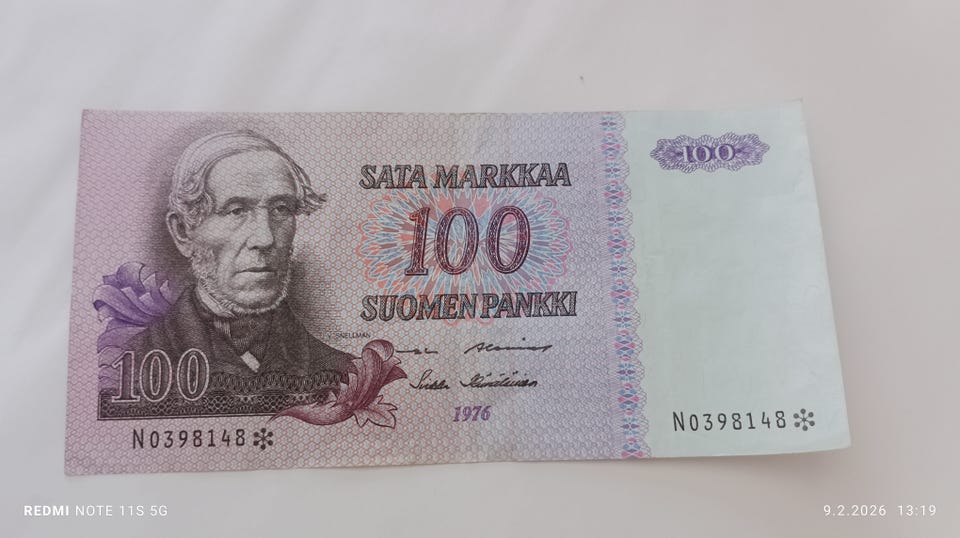 100
SATA MARKKAA
100
SUOMEN PANKKI
SNELLMAN
100
1976
N0398148*
N0398148*
REDMI NOTE 11S 5G
9.2.2026 13:19